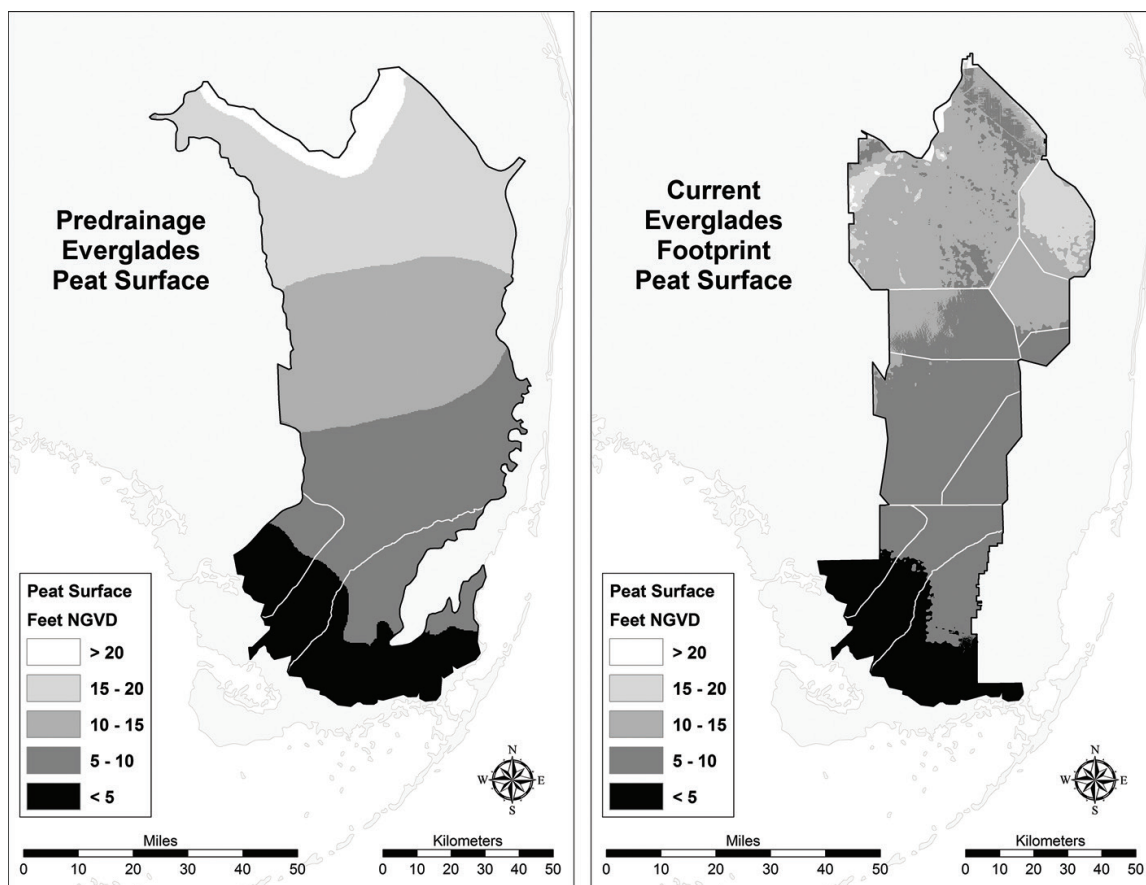 Predrainage
Everglades
Peat Surface
Peat Surface
Feet NGVD
> 20
15 - 20
10 - 15
5 - 10
< 5
N
W E
S
Miles
0 10 20 30 40 50
Kilometers
0 10 20 30 40 50
Current
Everglades
Footprint
Peat Surface
Peat Surface
Feet NGVD
> 20
15 - 20
10 - 15
5 - 10
< 5
N
W E
S
Miles
0 10 20 30 40 50
Kilometers
0 10 20 30 40 50